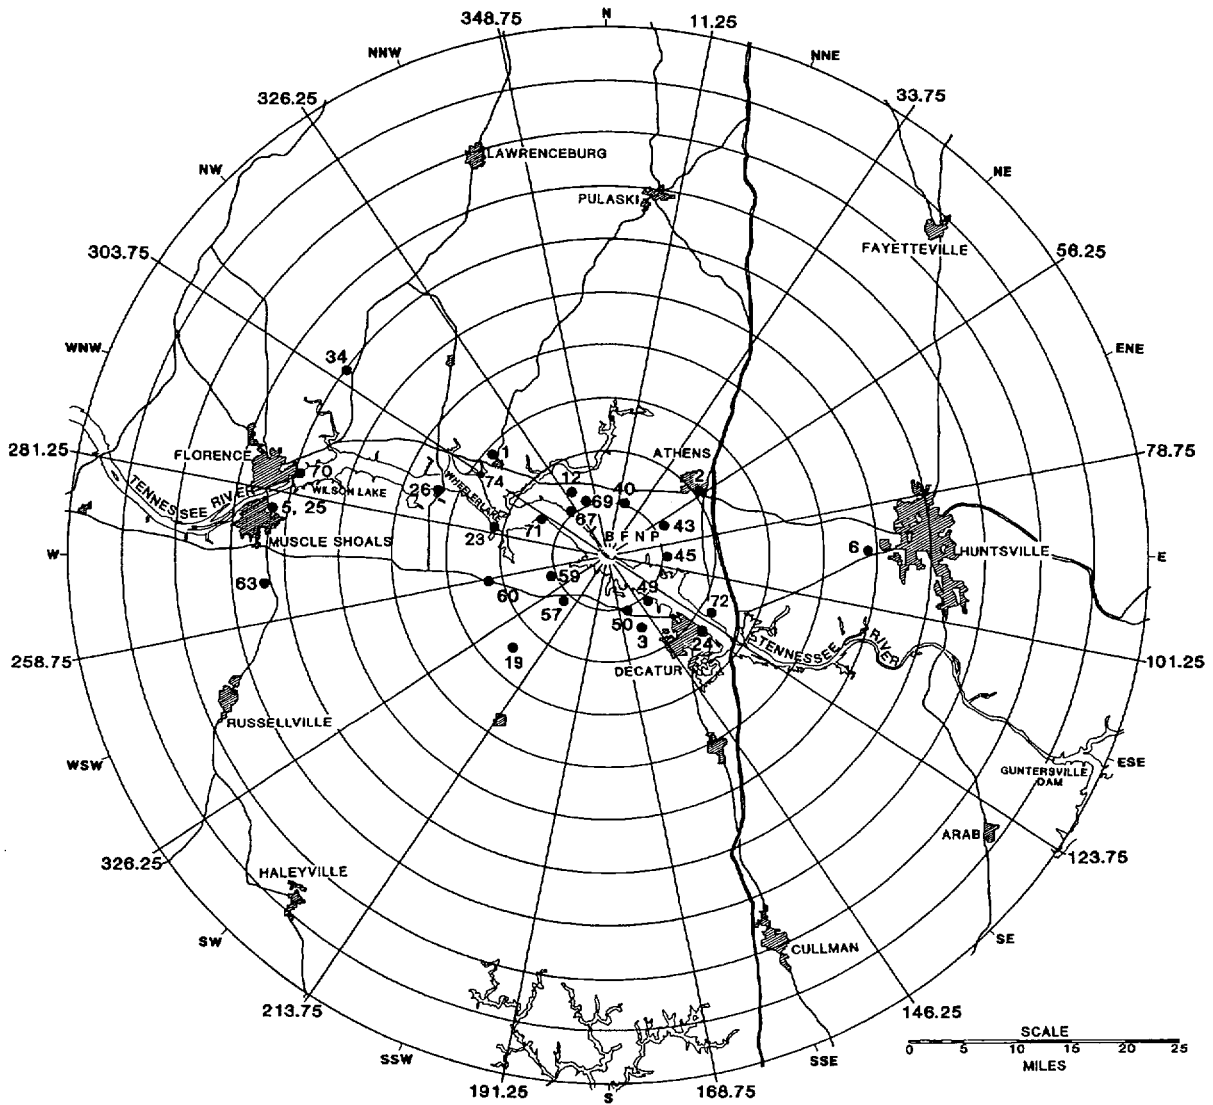 N
348.75
11.25
NNW
NNE
326.25
33.75
LAWRENCEBURG
NW
NE
PULASKI
FAYETTEVILLE
303.75
56.25
WNW
ENE
34
281.25
78.75
FLORENCE
ATHENS
1
70
74
WILSON LAKE
26
WHEELER LAKE
12
69
40
2
TENNESSEE RIVER
5, 25
67
71
43
23
MUSCLE SHOALS
B F N P
W
45
6
HUNTSVILLE
E
63
60
59
57
49
72
50
3
24
TENNESSEE RIVER
RIVER
19
DECATUR
258.75
101.25
RUSSELLVILLE
WSW
ESE
GUNTERSVILLE
DAM
ARAB
326.25
123.75
HALEYVILLE
SW
SE
CULLMAN
213.75
146.25
SSW
SSE
191.25
168.75
S
SCALE
0 5 10 16 20 25
MILES